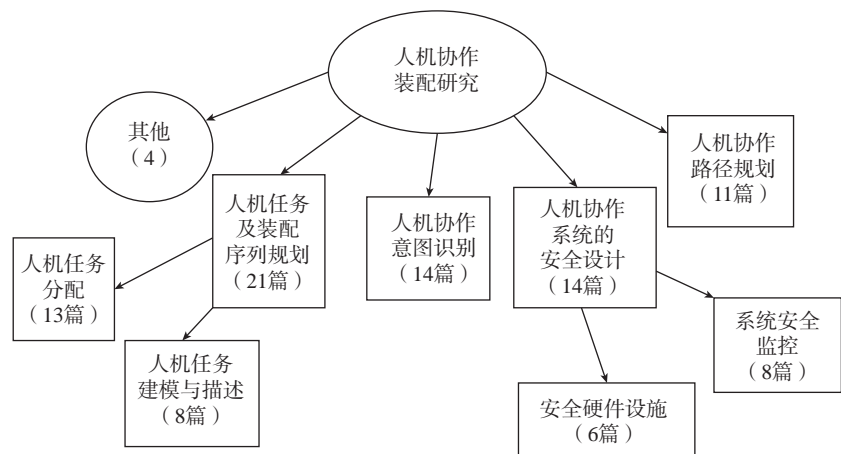 人机协作
装配研究
其他
（4）
人机协作
路径规划
（11篇）
人机任务
及装配
序列规划
（21篇）
人机协作
意图识别
（14篇）
人机协作
系统的
安全设计
（14篇）
人机任务
分配
（13篇）
人机任务
建模与描述
（8篇）
系统安全
监控
（8篇）
安全硬件设施
（6篇）